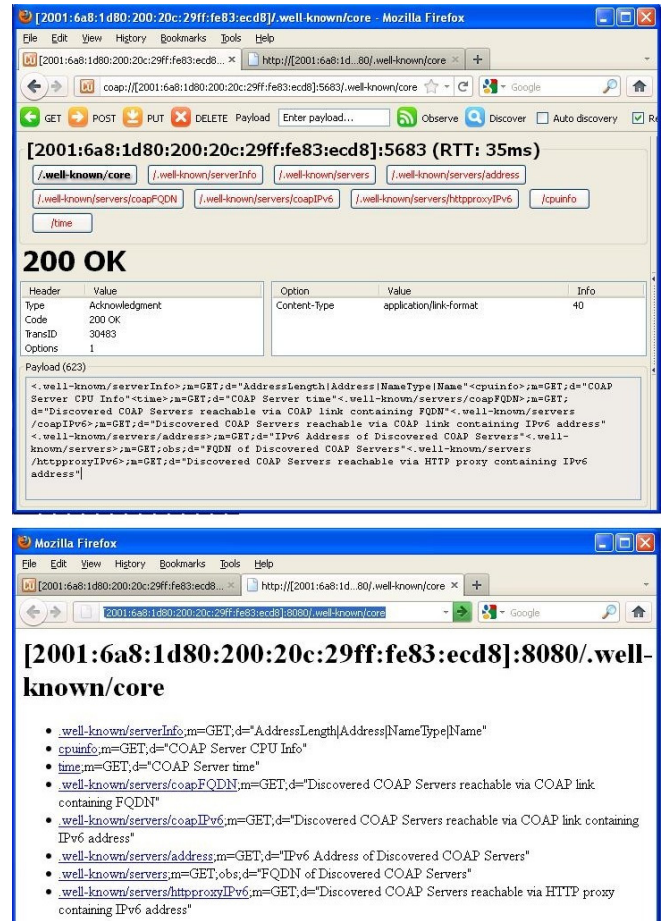 [2001:6a8:1d80:200:20c:29ff:fe83:ecd8]/.well-known/core - Mozilla Firefox
File Edit View History Bookmarks Tools Help
[2001:6a8:1d80:200:20c:29ff:fe83:ecd8... × http://[2001:6a8:1d...80/.well-known/core × +
coap://[2001:6a8:1d80:200:20c:29ff:fe83:ecd8]:5683/.well-known/core Google
GET POST PUT DELETE Payload Enter payload... Observe Discover Auto discovery Re
[2001:6a8:1d80:200:20c:29ff:fe83:ecd8]:5683 (RTT: 35ms)
/.well-known/core /.well-known/serverInfo /.well-known/servers /.well-known/servers/address
/.well-known/servers/coapFQDN /.well-known/servers/coapIPv6 /.well-known/servers/httpproxyIPv6 /cpuinfo
/time
200 OK
Header Value Option Value Info
Type Acknowledgment Content-Type application/link-format 40
Code 200 OK
TransID 30483
Options 1
Payload (623)
<.well-known/serverInfo>;m=GET;d="AddressLength|Address|NameType|Name"<cpuinfo>;m=GET;d="COAP
Server CPU Info"<time>;m=GET;d="COAP Server time"<.well-known/servers/coapFQDN>;m=GET;
d="Discovered COAP Servers reachable via COAP link containing FQDN"<.well-known/servers
/coapIPv6>;m=GET;d="Discovered COAP Servers reachable via COAP link containing IPv6 address"
<.well-known/servers/address>;m=GET;d="IPv6 Address of Discovered COAP Servers"<.well-
known/servers>;m=GET;obs;d="FQDN of Discovered COAP Servers"<.well-known/servers
/httpproxyIPv6>;m=GET;d="Discovered COAP Servers reachable via HTTP proxy containing IPv6
address"
Mozilla Firefox
File Edit View History Bookmarks Tools Help
[2001:6a8:1d80:200:20c:29ff:fe83:ecd8... × http://[2001:6a8:1d...80/.well-known/core × +
[2001:6a8:1d80:200:20c:29ff:fe83:ecd8]:8080/.well-known/core Google
[2001:6a8:1d80:200:20c:29ff:fe83:ecd8]:8080/.well-
known/core
.well-known/serverInfo;m=GET;d="AddressLength|Address|NameType|Name"
cpuinfo;m=GET;d="COAP Server CPU Info"
time;m=GET;d="COAP Server time"
.well-known/servers/coapFQDN;m=GET;d="Discovered COAP Servers reachable via COAP link
containing FQDN"
.well-known/servers/coapIPv6;m=GET;d="Discovered COAP Servers reachable via COAP link containing
IPv6 address"
.well-known/servers/address;m=GET;d="IPv6 Address of Discovered COAP Servers"
.well-known/servers;m=GET;obs;d="FQDN of Discovered COAP Servers"
.well-known/servers/httpproxyIPv6;m=GET;d="Discovered COAP Servers reachable via HTTP proxy
containing IPv6 address"